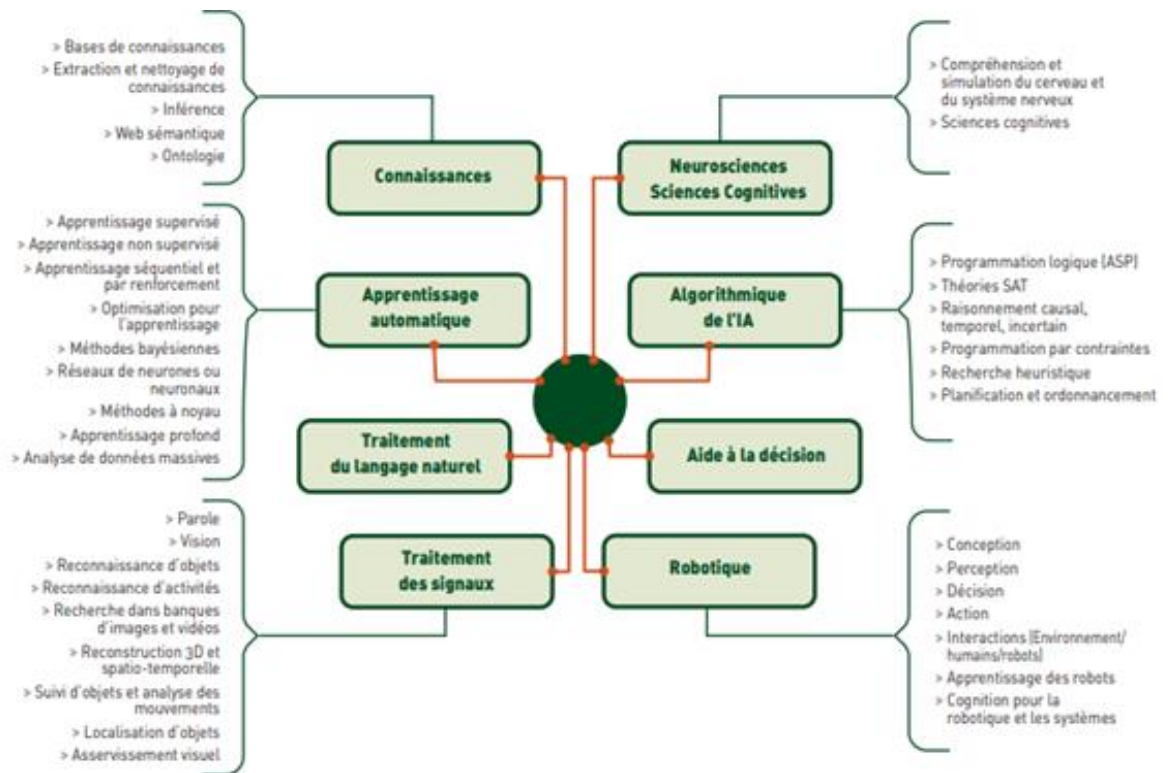 > Bases de connaissances
> Extraction et nettoyage de
connaissances
> Inférence
> Web sémantique
> Ontologie
Connaissances
> Apprentissage supervisé
> Apprentissage non supervisé
> Apprentissage séquentiel et
par renforcement
> Optimisation pour
l'apprentissage
> Méthodes bayésiennes
> Réseaux de neurones ou
neuronaux
> Méthodes à noyau
> Apprentissage profond
> Analyse de données massives
Apprentissage
automatique
Traitement
du langage naturel
> Parole
> Vision
> Reconnaissance d'objets
> Reconnaissance d'activités
> Recherche dans banques
d'images et vidéos
> Reconstruction 3D et
spatio-temporelle
> Suivi d'objets et analyse des
mouvements
> Localisation d'objets
> Asservissement visuel
Traitement
des signaux
Neurosciences
Sciences Cognitives
> Compréhension et
simulation du cerveau et
du système nerveux
> Sciences cognitives
Algorithmique
de l'IA
> Programmation logique (ASP)
> Théories SAT
> Raisonnement causal,
temporel, incertain
> Programmation par contraintes
> Recherche heuristique
> Planification et ordonnancement
Aide à la décision
Robotique
> Conception
> Perception
> Décision
> Action
> Interactions (Environnement/
humains/robots)
> Apprentissage des robots
> Cognition pour la
robotique et les systèmes